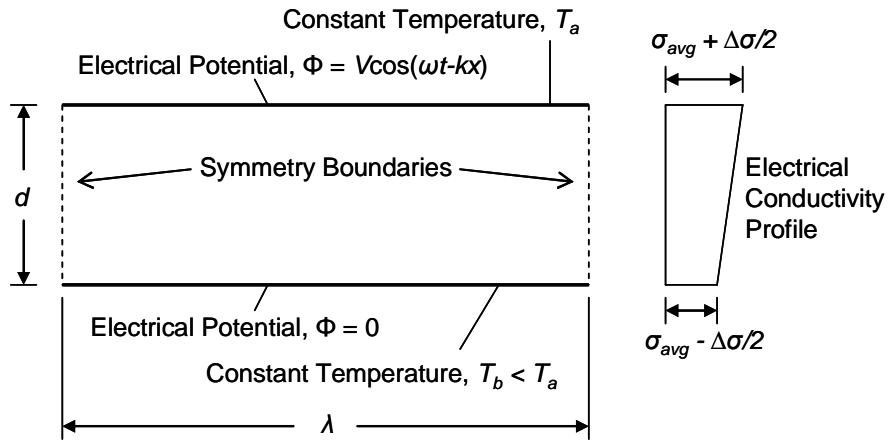 Constant Temperature, Ta
Electrical Potential, Φ = Vcos(ωt-kx)
σavg + Δσ/2
Symmetry Boundaries
d
Electrical
Conductivity
Profile
Electrical Potential, Φ = 0
σavg - Δσ/2
Constant Temperature, Tb < Ta
λ